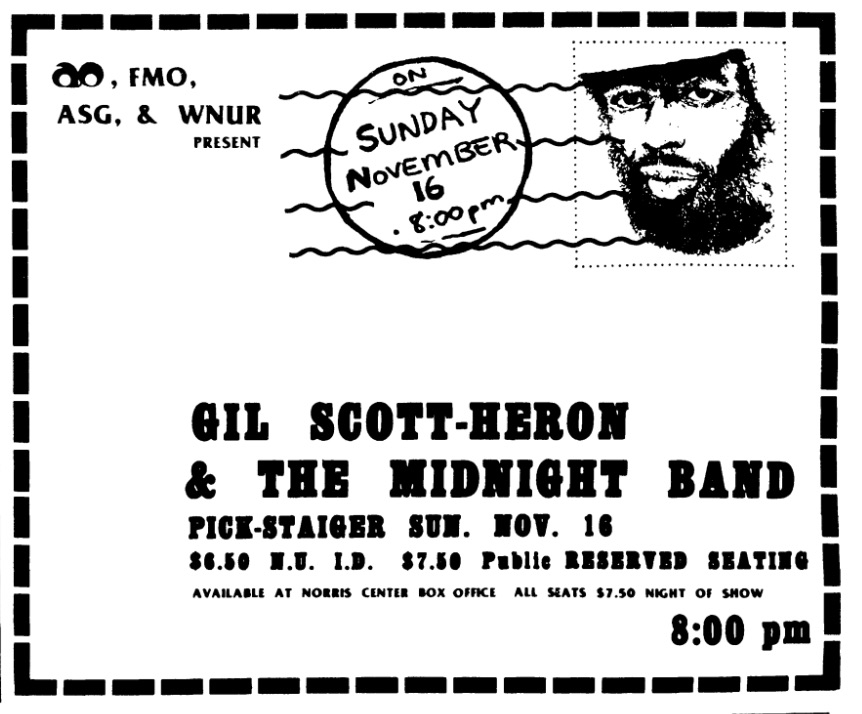 , FMO,
ASG, & WNUR
PRESENT
ON
SUNDAY
NOVEMBER
16
8:00 pm
GIL SCOTT-HERON
& THE MIDNIGHT BAND
PICK-STAIGER SUN. NOV. 16
$6.50 N.U. I.D. $7.50 Public RESERVED SEATING
AVAILABLE AT NORRIS CENTER BOX OFFICE ALL SEATS $7.50 NIGHT OF SHOW
8:00 pm